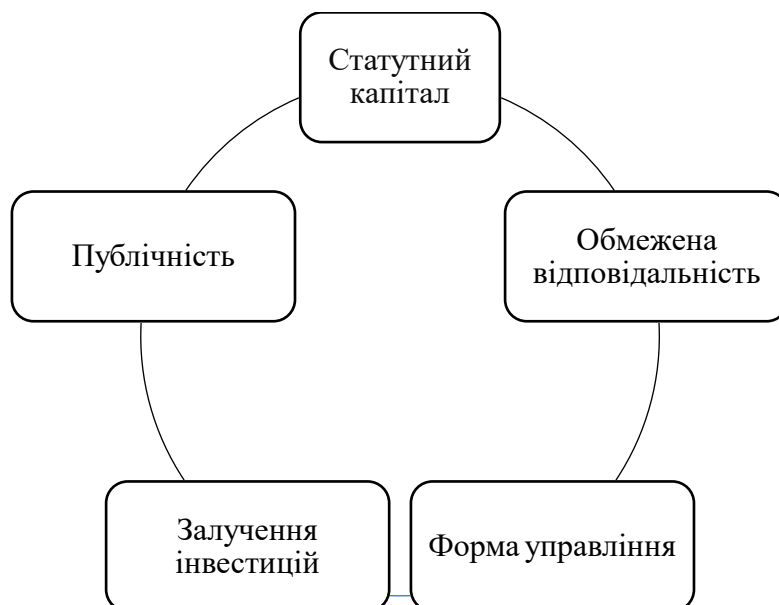 Статутний
капітал
Обмежена
відповідальність
Форма управління
Залучення
інвестицій
Публічність